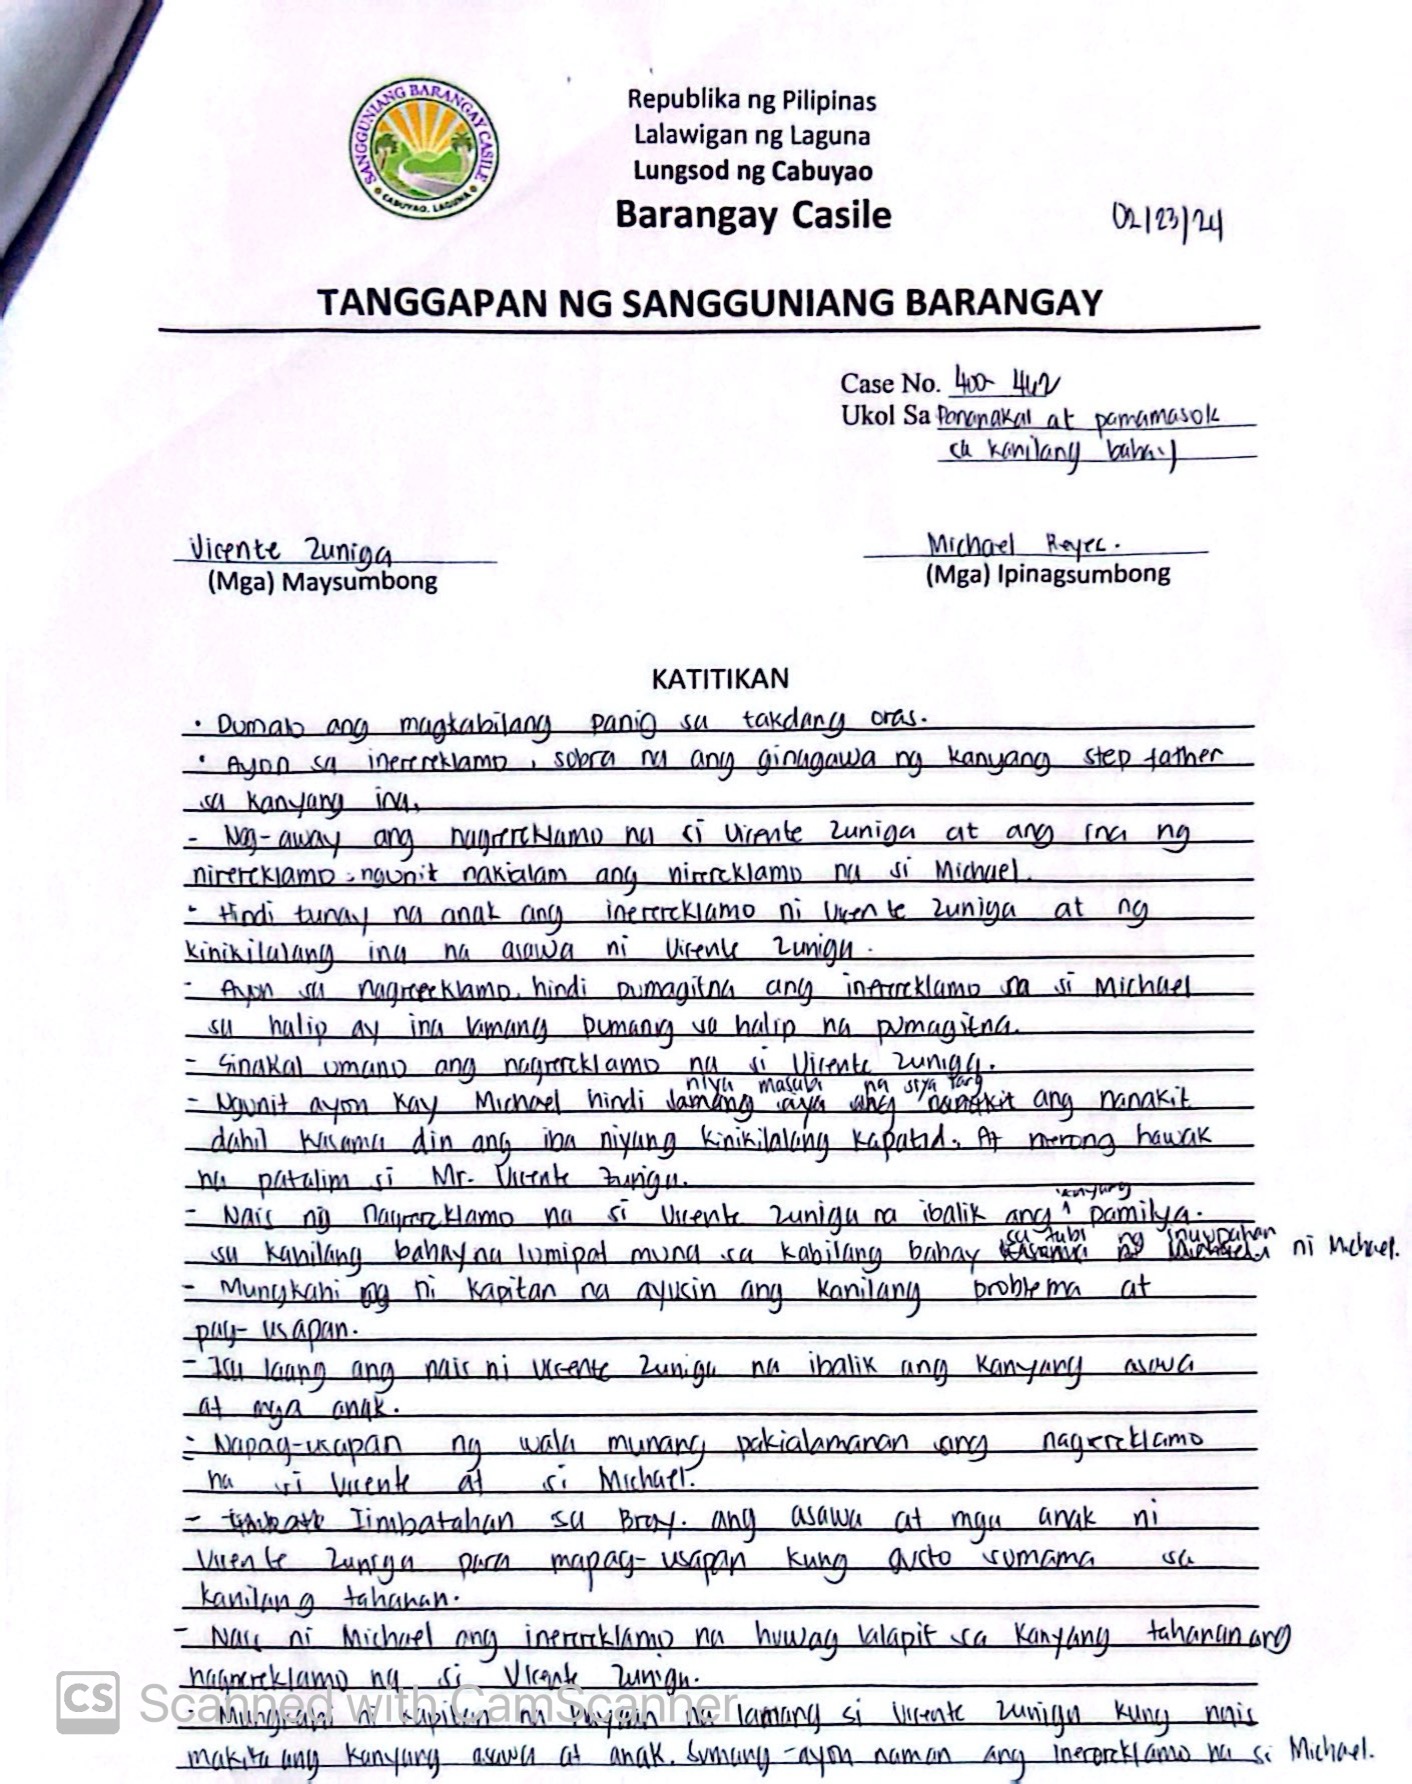 SANGGUNIANG BARANGAY CASILE
CABUYAO, LAGUNA
Republika ng Pilipinas
Lalawigan ng Laguna
Lungsod ng Cabuyao
Barangay Casile
02/23/24
TANGGAPAN NG SANGGUNIANG BARANGAY
Case No. 400-442
Ukol Sa Pananakal at pamamasok
sa kanilang bahay
Vicente Zuniga
(Mga) Maysumbong
Michael Reyes.
(Mga) Ipinagsumbong
KATITIKAN
• Dumalo ang magkabilang panig sa takdang oras.
• Ayon sa inerereklamo, sobra na ang ginagawa ng kanyang step father
sa kanyang ina.
- Ng-away ang nagrereklamo na si Vicente Zuniga at ang ina ng
nirereklamo ngunit nakialam ang nirereklamo na si Michael.
- Hindi tunay na anak ang inerereklamo ni Vicente Zuniga at ng
kinikilalang ina na asawa ni Vicente Zuniga.
- Ayon sa nagrereklamo, hindi pumagitna ang inerereklamo na si Michael
sa halip ay ina lamang pumanig sa halip na pumagitna.
- Sinakal umano ang nagrereklamo na si Vicente Zuniga.
niya masabi na siya lang
- Ngunit ayon kay Michael hindi lamang siya ang nanakit ang nanakit
dahil kasama din ang iba niyang kinikilalang kapatid. At merong hawak
na patalim si Mr. Vicente Zuniga.
- Nais ng nagrereklamo na si Vicente Zuniga na ibalik ang kanyang pamilya.
sa kanilang bahay na lumipat muna sa kabilang bahay sa tabi ng inuupahan ni Michael.
- Mungkahi ni kapitan na ayusin ang kanilang problema at
pag-usapan.
- Isa laang ang nais ni Vicente Zuniga na ibalik ang kanyang asawa
at mga anak.
- Napag-usapan ng wala munang pakialamanan ang nagrereklamo
na si Vicente at si Michael.
- Iimbatahan sa Brgy. ang asawa at mga anak ni
Vicente Zuniga para mapag-usapan kung gusto sumama sa
kanilang tahanan.
- Nais ni Michael ang inerereklamo na huwag lalapit sa kanyang tahanan ang
nagrereklamo na si Vicente Zuniga.
- Mungkahi ni kapitan na payaan na lamang si Vicente Zuniga kung nais
makita ang kanyang asawa at anak. Sumang-ayon naman ang inerereklamo na si Michael.
CS Scanned with CamScanner